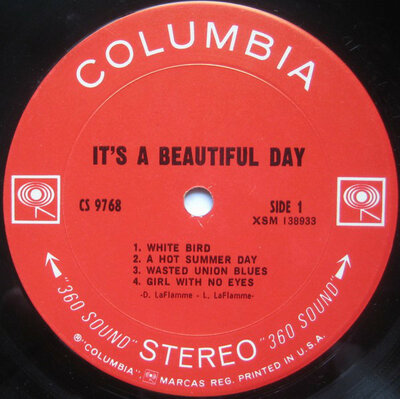 COLUMBIA
IT'S A BEAUTIFUL DAY
CS 9768
SIDE 1
XSM 138933
1. WHITE BIRD
2. A HOT SUMMER DAY
3. WASTED UNION BLUES
4. GIRL WITH NO EYES
-D. LaFlamme - L. LaFlamme-
"360 SOUND" STEREO "360 SOUND"
℗"COLUMBIA", MARCAS REG. PRINTED IN U.S.A.